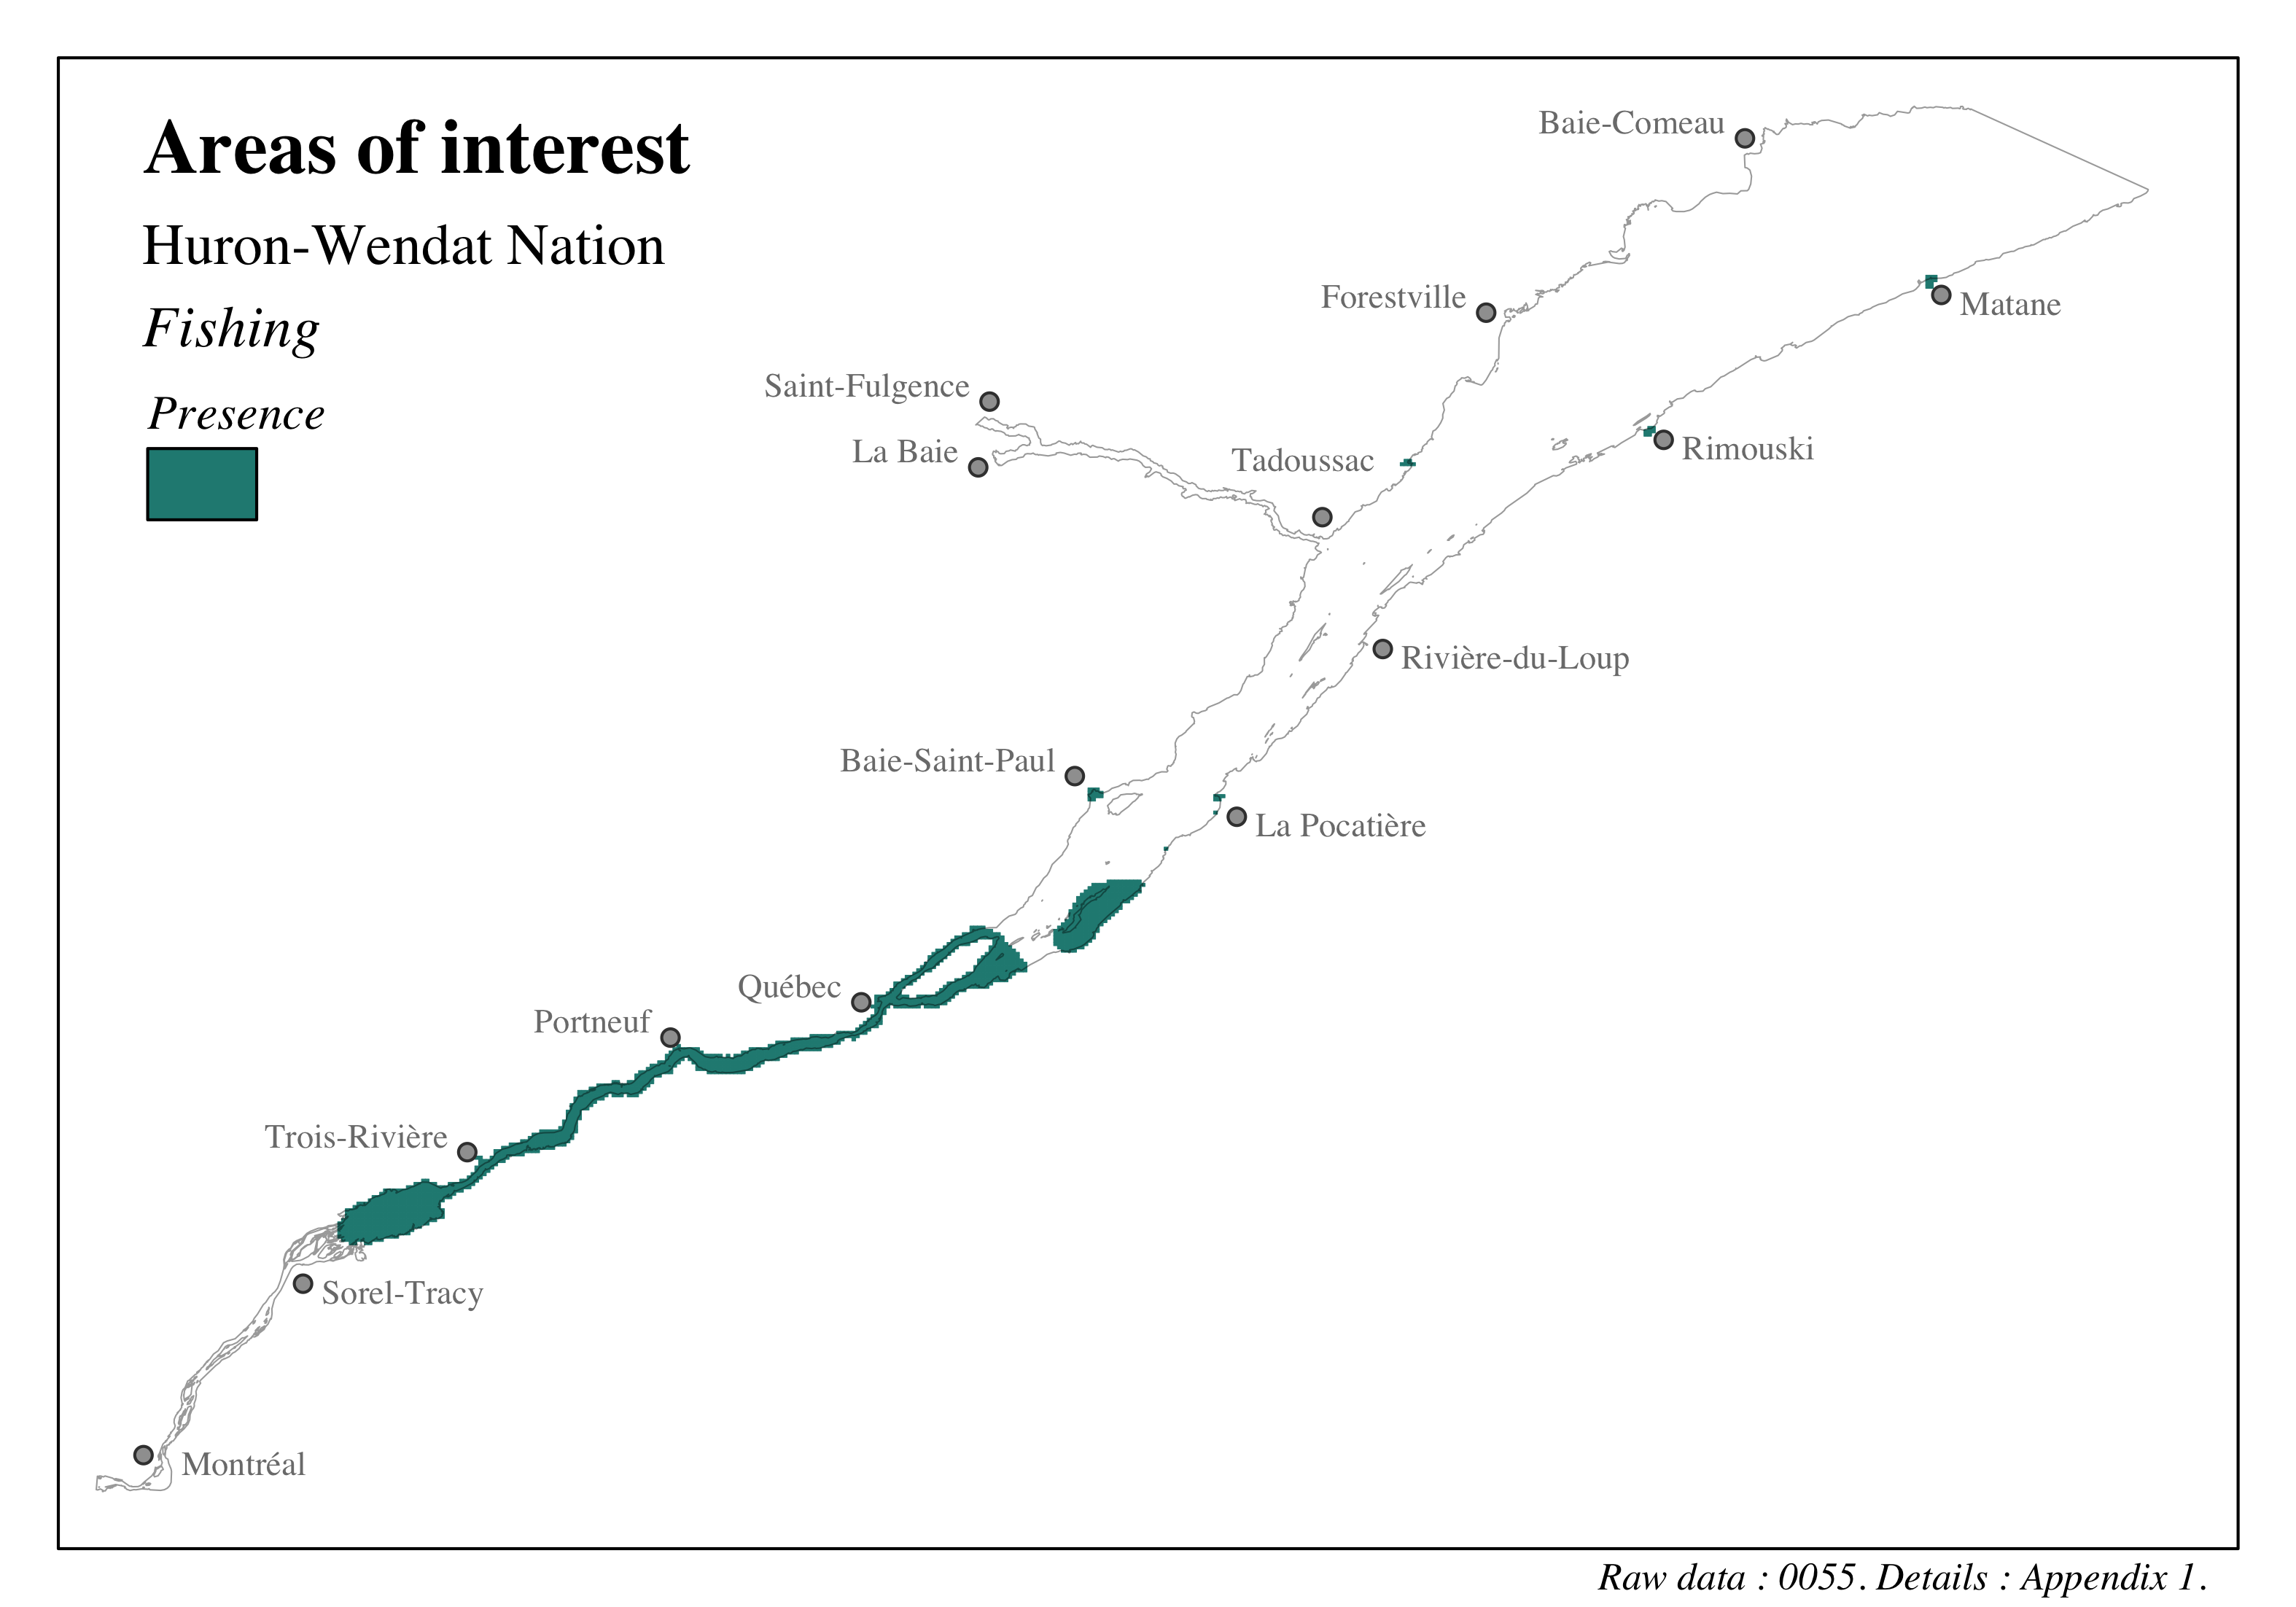 Areas of interest
Huron-Wendat Nation
Fishing
Presence
Baie-Comeau
Forestville
Matane
Saint-Fulgence
La Baie
Tadoussac
Rimouski
Rivière-du-Loup
Baie-Saint-Paul
La Pocatière
Québec
Portneuf
Trois-Rivière
Sorel-Tracy
Montréal
Raw data : 0055. Details : Appendix 1.